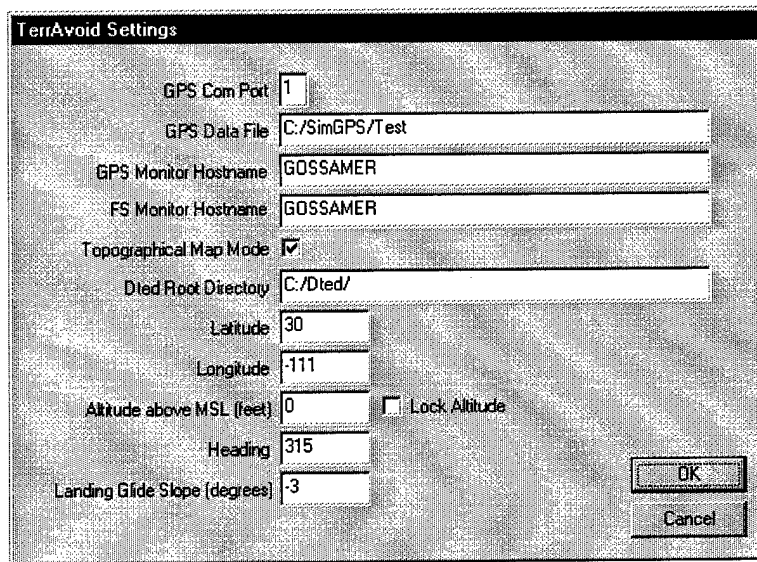 TerrAvoid Settings
GPS Com Port 1
GPS Data File C:/SimGPS/Test
GPS Monitor Hostname GOSSAMER
FS Monitor Hostname GOSSAMER
Topographical Map Mode
Dted Root Directory C:/Dted/
Latitude 30
Longitude -111
Altitude above MSL (feet) 0 Lock Altitude
Heading 315
Landing Glide Slope (degrees) -3
OK
Cancel